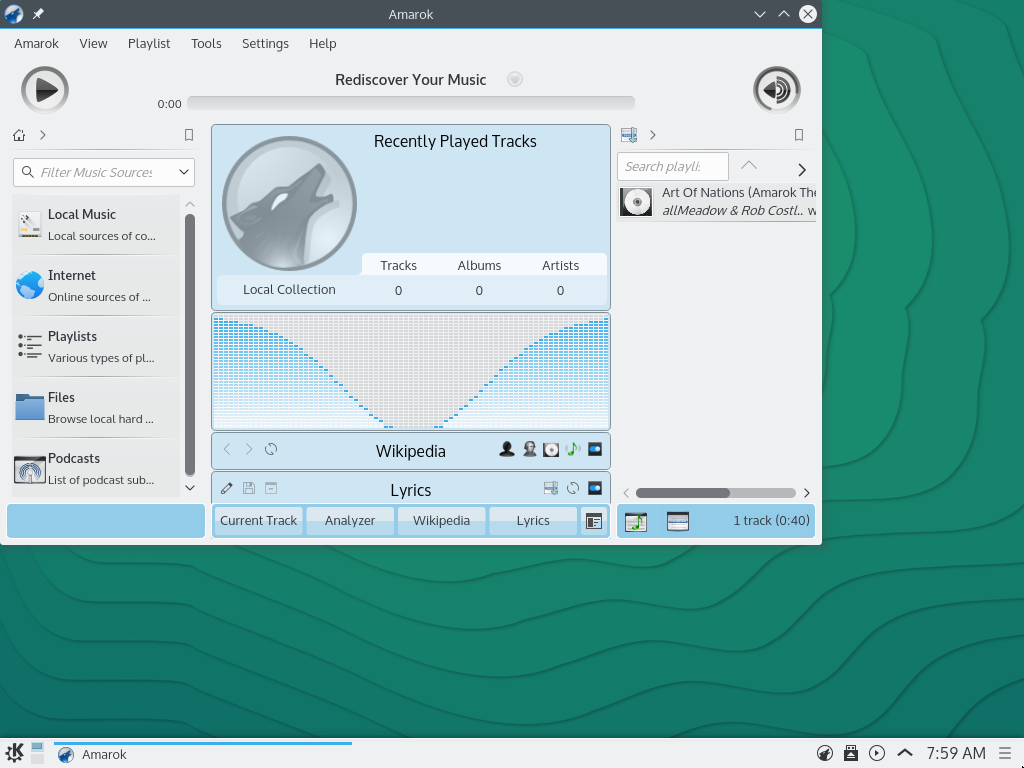 Amarok
Amarok View Playlist Tools Settings Help
Rediscover Your Music
0:00
Filter Music Sources
Local Music
Local sources of co...
Internet
Online sources of ...
Playlists
Various types of pl...
Files
Browse local hard ...
Podcasts
List of podcast sub...
Recently Played Tracks
Tracks Albums Artists
Local Collection 0 0 0
Wikipedia
Lyrics
Current Track Analyzer Wikipedia Lyrics
Search playli
Art Of Nations (Amarok The
allMeadow & Rob Costl.. w
1 track (0:40)
Amarok
7:59 AM